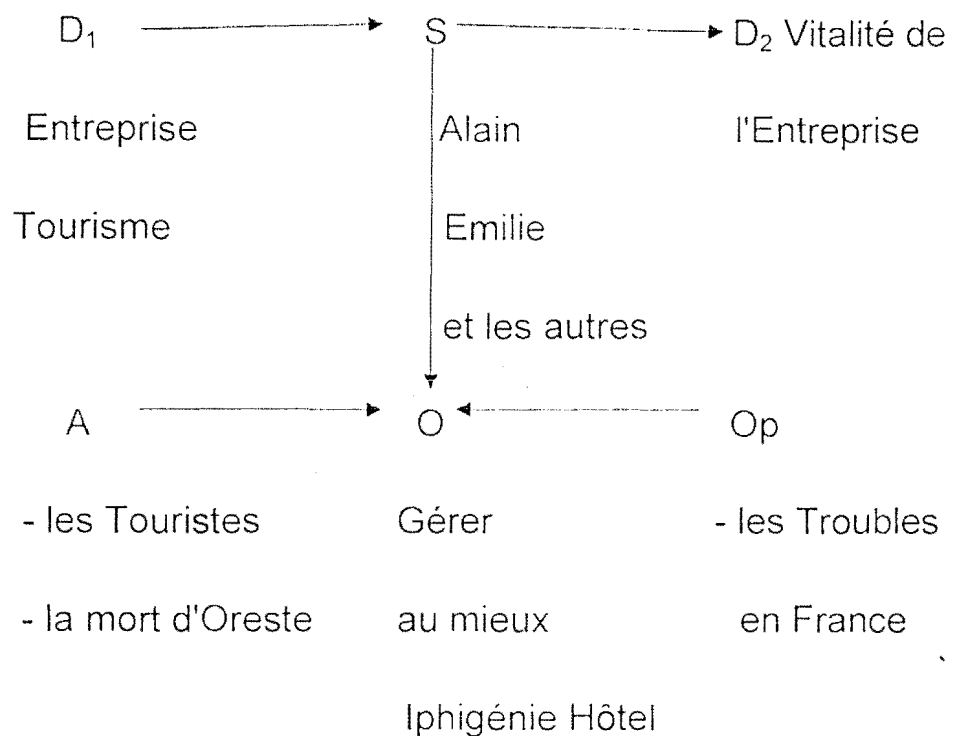 D₁ S D₂ Vitalité de
Entreprise Alain l'Entreprise
Tourisme Emilie
et les autres
A O Op
- les Touristes Gérer - les Troubles
- la mort d'Oreste au mieux en France
Iphigénie Hôtel